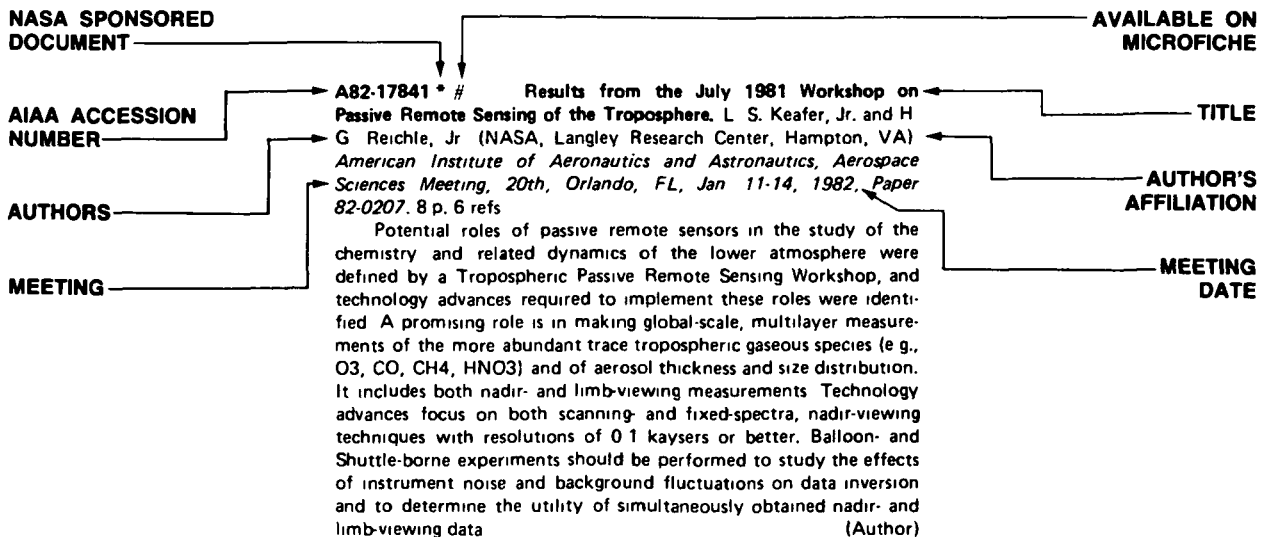 NASA SPONSORED
DOCUMENT
AVAILABLE ON
MICROFICHE
AIAA ACCESSION
NUMBER
TITLE
AUTHORS
AUTHOR'S
AFFILIATION
MEETING
MEETING
DATE
A82-17841 * # Results from the July 1981 Workshop on
Passive Remote Sensing of the Troposphere. L S. Keafer, Jr. and H
G Reichle, Jr (NASA, Langley Research Center, Hampton, VA)
American Institute of Aeronautics and Astronautics, Aerospace
Sciences Meeting, 20th, Orlando, FL, Jan 11-14, 1982, Paper
82-0207. 8 p. 6 refs
Potential roles of passive remote sensors in the study of the
chemistry and related dynamics of the lower atmosphere were
defined by a Tropospheric Passive Remote Sensing Workshop, and
technology advances required to implement these roles were identi-
fied A promising role is in making global-scale, multilayer measure-
ments of the more abundant trace tropospheric gaseous species (e g.,
O3, CO, CH4, HNO3) and of aerosol thickness and size distribution.
It includes both nadir- and limb-viewing measurements Technology
advances focus on both scanning- and fixed-spectra, nadir-viewing
techniques with resolutions of 0 1 kaysers or better. Balloon- and
Shuttle-borne experiments should be performed to study the effects
of instrument noise and background fluctuations on data inversion
and to determine the utility of simultaneously obtained nadir- and
limb-viewing data (Author)